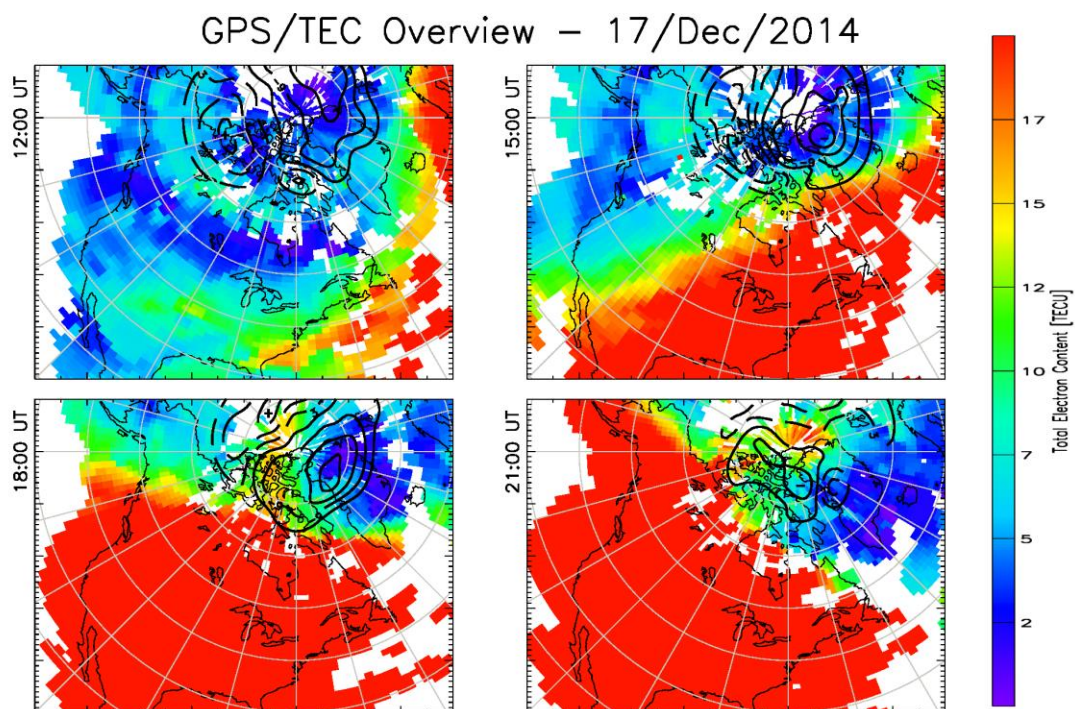 GPS/TEC Overview - 17/Dec/2014
12:00 UT
15:00 UT
18:00 UT
21:00 UT
17
15
12
10
7
5
2
Total Electron Content [TECU]